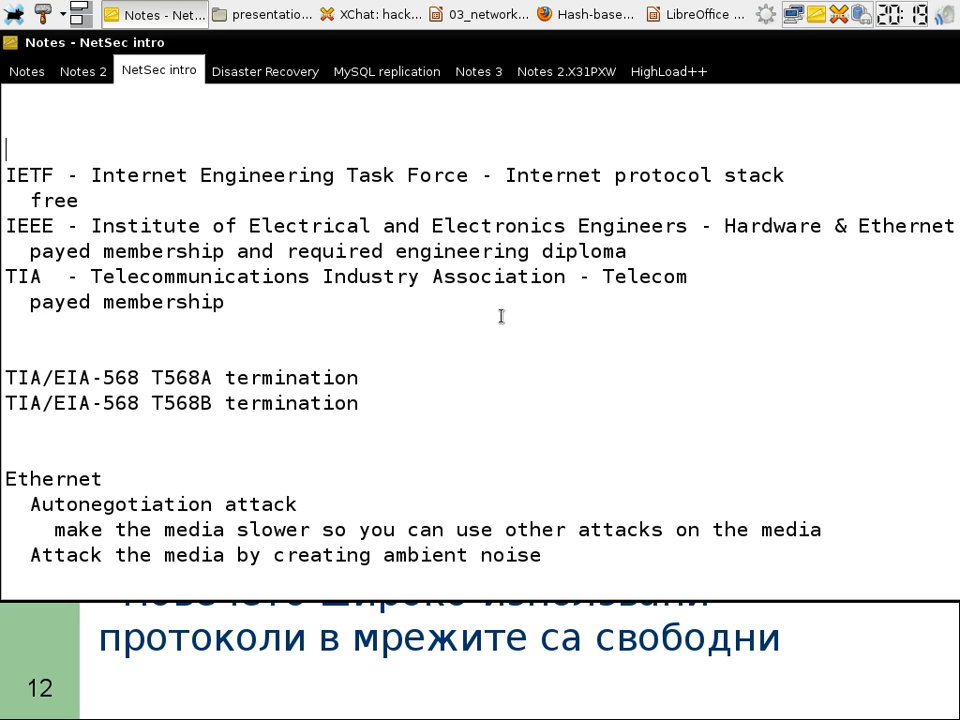 Notes - Net...
presentatio...
XChat: hack...
03_network...
Hash-base...
LibreOffice ...
20:19
Notes - NetSec intro
Notes
Notes 2
NetSec intro
Disaster Recovery
MySQL replication
Notes 3
Notes 2.X31PXW
HighLoad++
IETF - Internet Engineering Task Force - Internet protocol stack
free
IEEE - Institute of Electrical and Electronics Engineers - Hardware & Ethernet
payed membership and required engineering diploma
TIA - Telecommunications Industry Association - Telecom
payed membership
TIA/EIA-568 T568A termination
TIA/EIA-568 T568B termination
Ethernet
Autonegotiation attack
make the media slower so you can use other attacks on the media
Attack the media by creating ambient noise
протоколи в мрежите са свободни
12